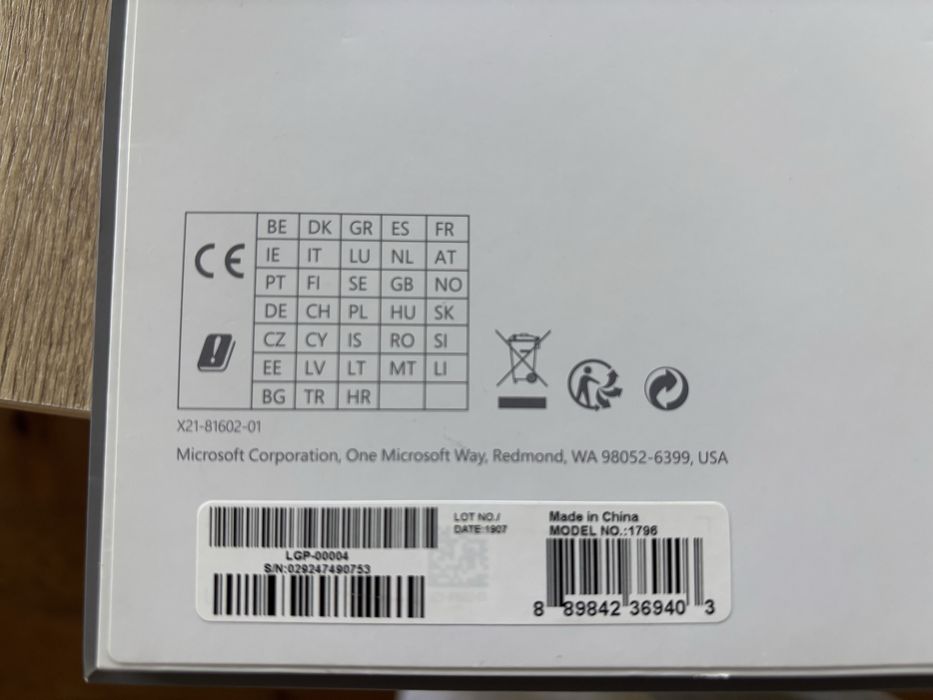 CE
BE DK GR ES FR
IE IT LU NL AT
PT FI SE GB NO
DE CH PL HU SK
CZ CY IS RO SI
EE LV LT MT LI
BG TR HR
X21-81602-01
Microsoft Corporation, One Microsoft Way, Redmond, WA 98052-6399, USA
LOT NO./
DATE:1907
LGP-00004
S/N:029247490753
Made in China
MODEL NO.:1796
8 89842 36940 3